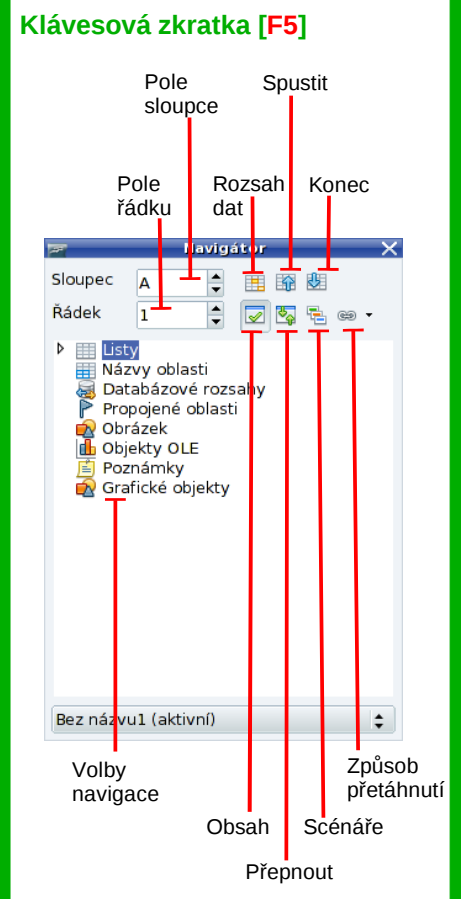 Klávesová zkratka [F5]
Pole
sloupce
Spustit
Pole
řádku
Rozsah
dat
Konec
Navigátor
Sloupec
A
Řádek
1
Listy
Názvy oblasti
Databázové rozsahy
Propojené oblasti
Obrázek
Objekty OLE
Poznámky
Grafické objekty
Bez názvu1 (aktivní)
Volby
navigace
Způsob
přetáhnutí
Obsah
Scénáře
Přepnout